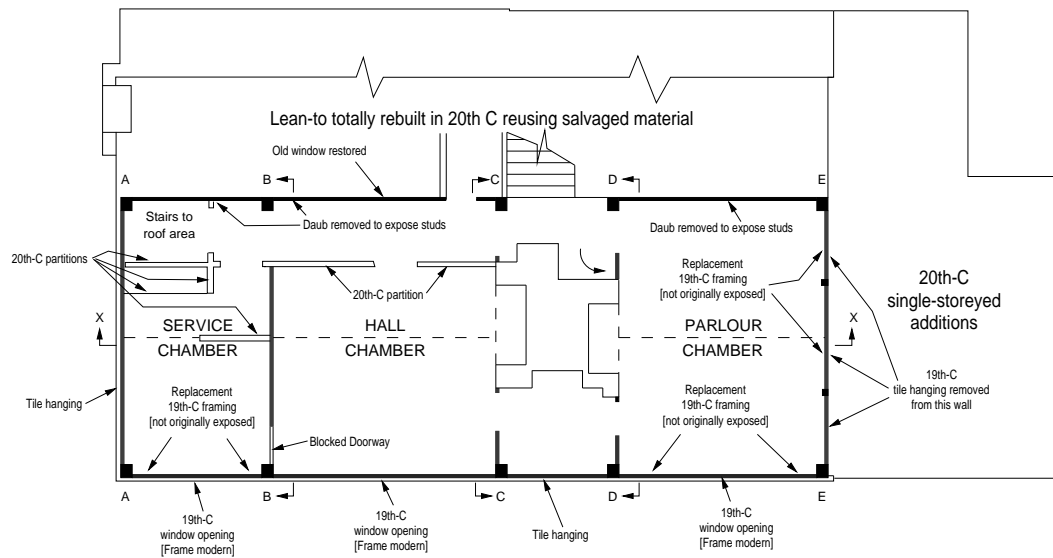 Lean-to totally rebuilt in 20th C reusing salvaged material
Old window restored
A
B
C
D
E
Stairs to
roof area
Daub removed to expose studs
Daub removed to expose studs
20th-C partitions
20th-C partition
Replacement
19th-C framing
[not originally exposed]
20th-C
single-storeyed
additions
X
SERVICE
CHAMBER
HALL
CHAMBER
PARLOUR
CHAMBER
X
Tile hanging
Replacement
19th-C framing
[not originally exposed]
Replacement
19th-C framing
[not originally exposed]
19th-C
tile hanging removed
from this wall
Blocked Doorway
A
B
C
D
E
19th-C
window opening
[Frame modern]
19th-C
window opening
[Frame modern]
Tile hanging
19th-C
window opening
[Frame modern]